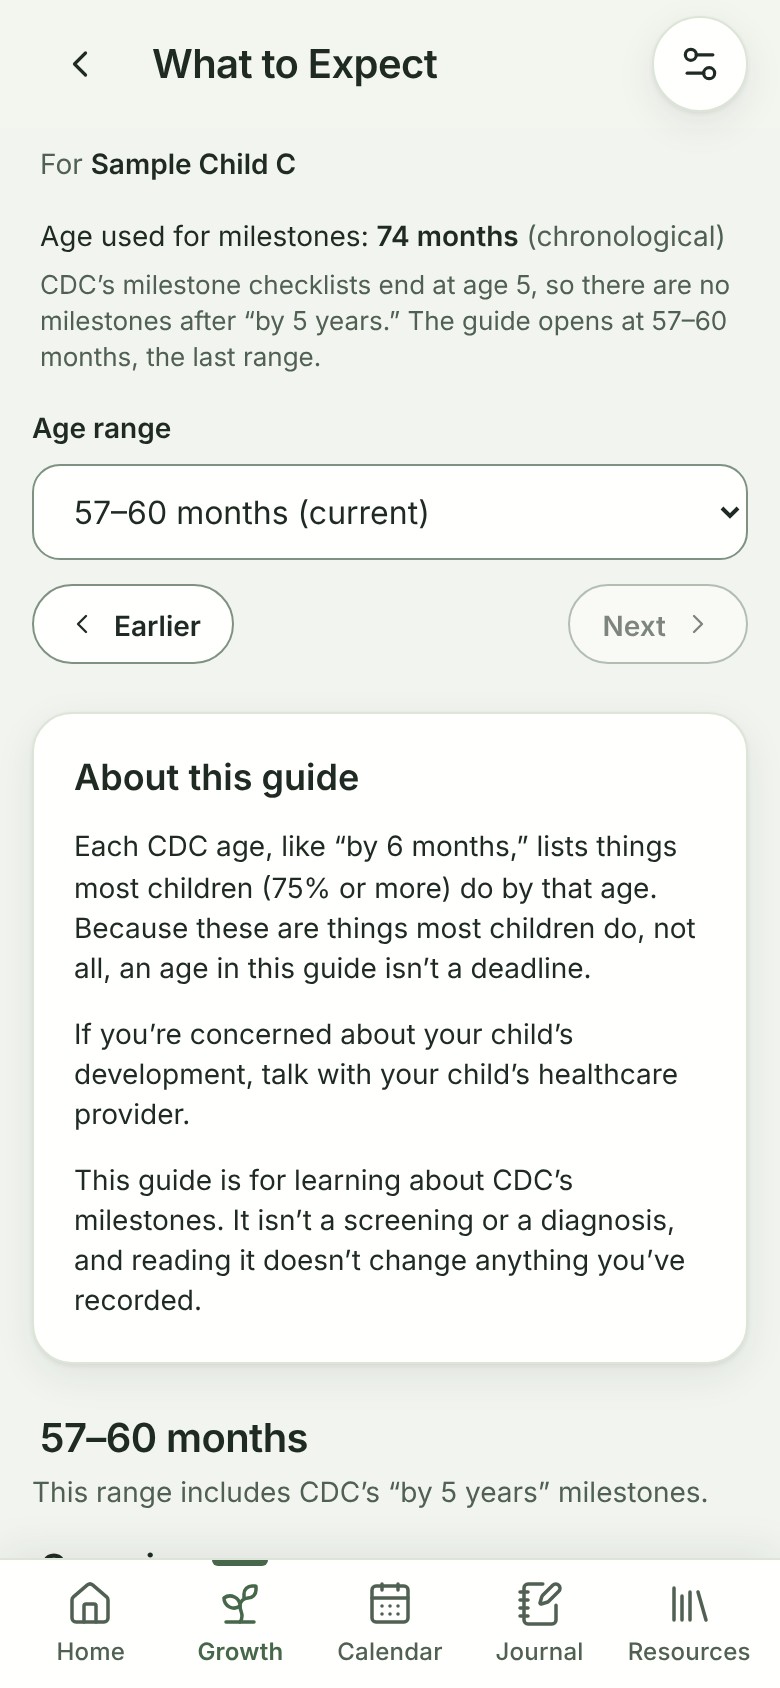 What to Expect
For Sample Child C
Age used for milestones: 74 months (chronological)
CDC’s milestone checklists end at age 5, so there are no
milestones after “by 5 years.” The guide opens at 57–60
months, the last range.
Age range
57–60 months (current)
Earlier
Next
About this guide
Each CDC age, like “by 6 months,” lists things
most children (75% or more) do by that age.
Because these are things most children do, not
all, an age in this guide isn’t a deadline.
If you’re concerned about your child’s
development, talk with your child’s healthcare
provider.
This guide is for learning about CDC’s
milestones. It isn’t a screening or a diagnosis,
and reading it doesn’t change anything you’ve
recorded.
57–60 months
This range includes CDC’s “by 5 years” milestones.
Home
Growth
Calendar
Journal
Resources